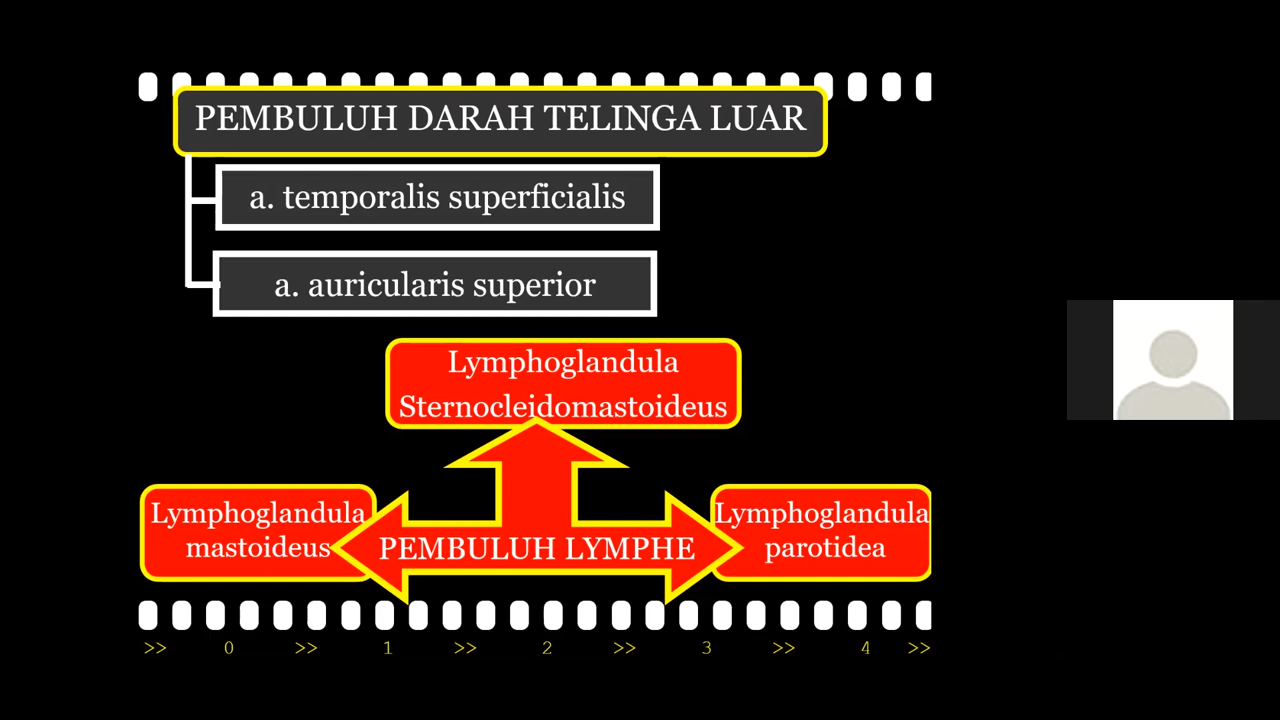 PEMBULUH DARAH TELINGA LUAR
a. temporalis superficialis
a. auricularis superior
Lymphoglandula
Sternocleidomastoideus
Lymphoglandula
mastoideus
PEMBULUH LYMPHE
Lymphoglandula
parotidea
>> 0 >> 1 >> 2 >> 3 >> 4 >>